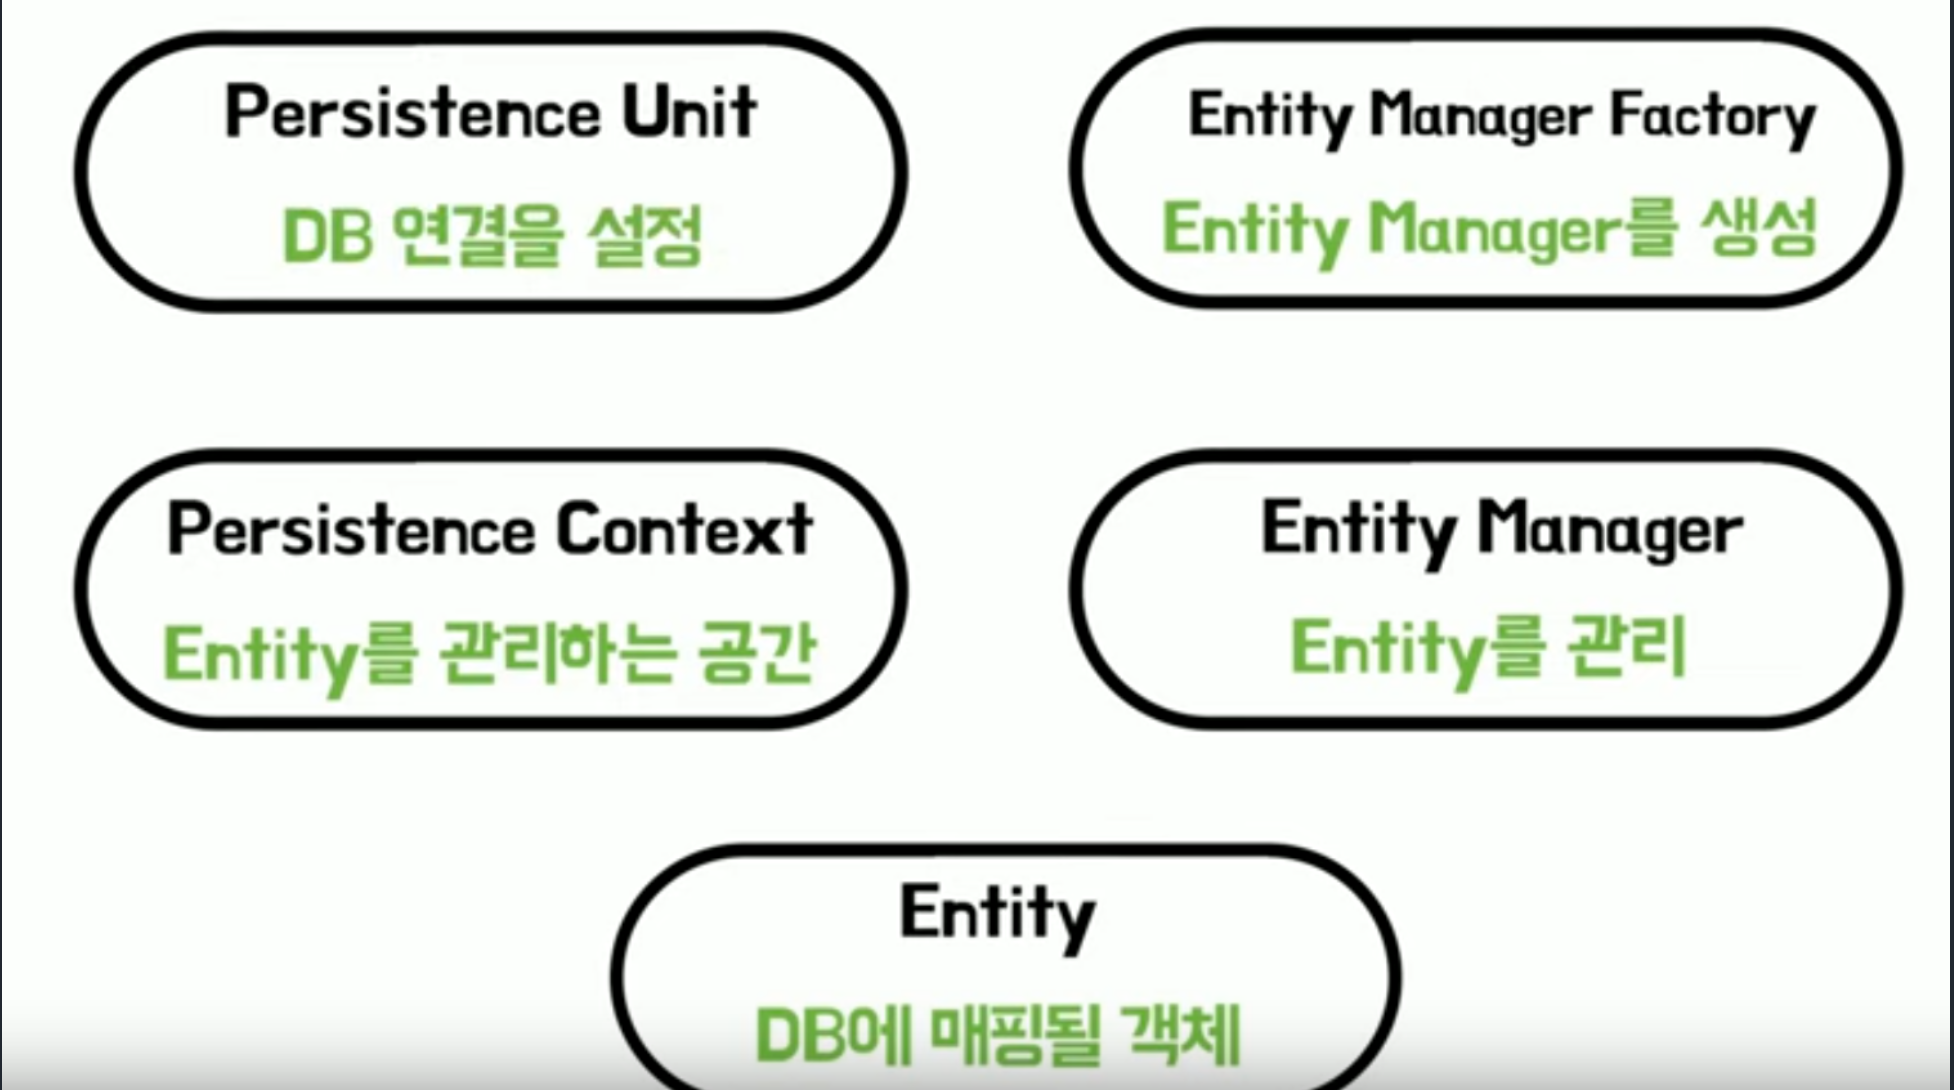 Persistence Unit
DB 연결을 설정
Entity Manager Factory
Entity Manager를 생성
Persistence Context
Entity를 관리하는 공간
Entity Manager
Entity를 관리
Entity
DB에 매핑될 객체